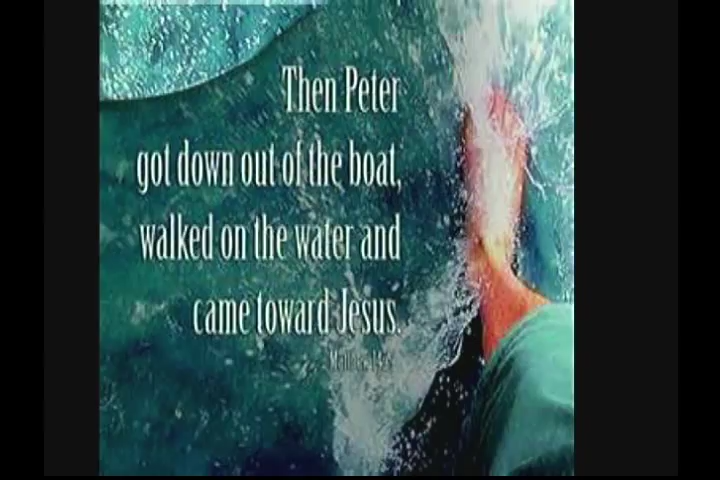 Then Peter
got down out of the boat,
walked on the water and
came toward Jesus.